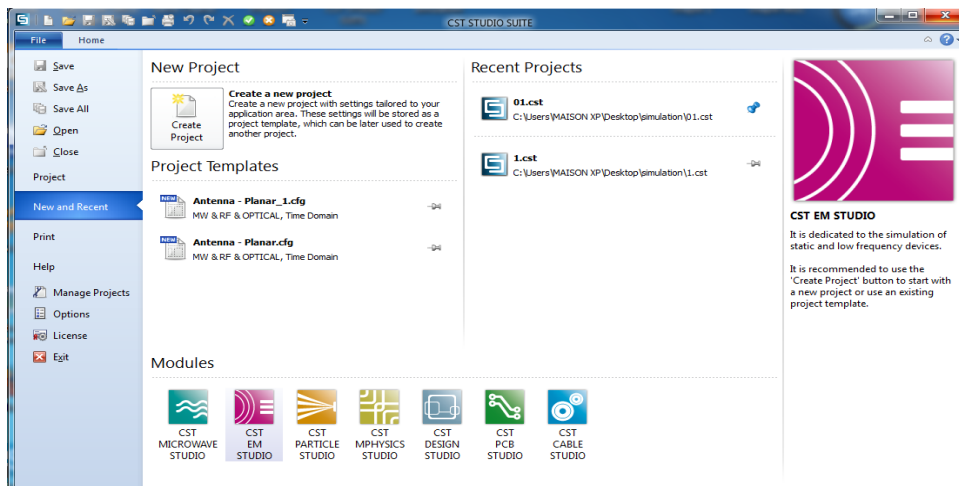 CST STUDIO SUITE
File Home
Save
Save As
Save All
Open
Close
Project
New and Recent
Print
Help
Manage Projects
Options
License
Exit
New Project
Create Project
Create a new project
Create a new project with settings tailored to your
application area. These settings will be stored as a
project template, which can be later used to create
another project.
Project Templates
NEW
Antenna - Planar_1.cfg
MW & RF & OPTICAL, Time Domain
NEW
Antenna - Planar.cfg
MW & RF & OPTICAL, Time Domain
Recent Projects
01.cst
C:\Users\MAISON XP\Desktop\simulation\01.cst
1.cst
C:\Users\MAISON XP\Desktop\simulation\1.cst
Modules
CST MICROWAVE STUDIO
CST EM STUDIO
CST PARTICLE STUDIO
CST MPHYSICS STUDIO
CST DESIGN STUDIO
CST PCB STUDIO
CST CABLE STUDIO
CST EM STUDIO
It is dedicated to the simulation of
static and low frequency devices.
It is recommended to use the
'Create Project' button to start with
a new project or use an existing
project template.